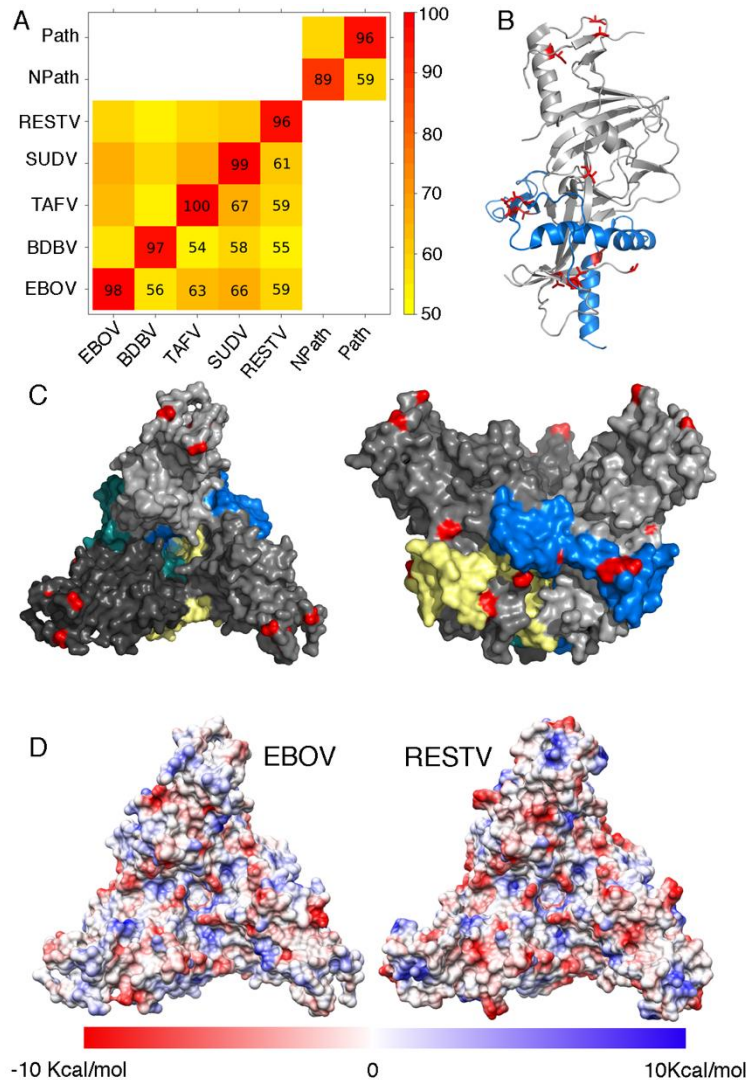 A
B
100
Path
96
90
NPath
89 59
RESTV
96
80
SUDV
99 61
TAFV
100 67 59
70
BDBV
97 54 58 55
60
EBOV
98 56 63 66 59
50
EBOV BDBV TAFV SUDV RESTV NPath Path
C
D
EBOV
RESTV
-10 Kcal/mol 0 10Kcal/mol